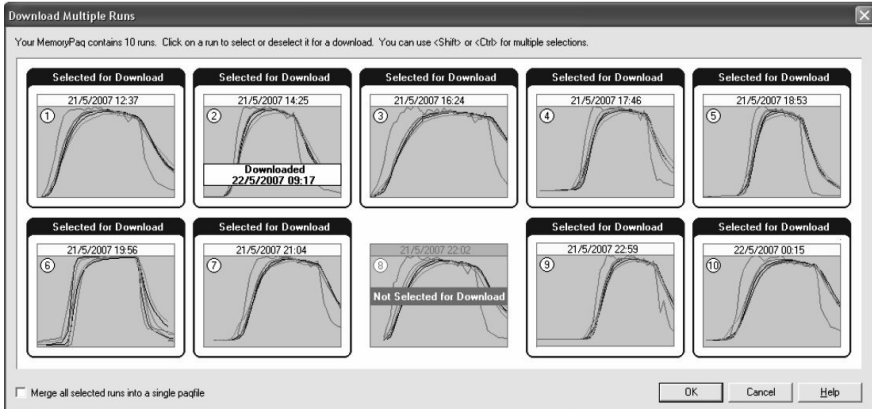 Download Multiple Runs
Your MemoryPaq contains 10 runs. Click on a run to select or deselect it for a download. You can use <Shift> or <Ctrl> for multiple selections.
Selected for Download
21/5/2007 12:37
1
Selected for Download
21/5/2007 14:25
2
Downloaded
22/5/2007 09:17
Selected for Download
21/5/2007 16:24
3
Selected for Download
21/5/2007 17:46
4
Selected for Download
21/5/2007 18:53
5
Selected for Download
21/5/2007 19:56
6
Selected for Download
21/5/2007 21:04
7
21/5/2007 22:02
8
Not Selected for Download
Selected for Download
21/5/2007 22:59
9
Selected for Download
22/5/2007 00:15
10
Merge all selected runs into a single paqfile
OK
Cancel
Help